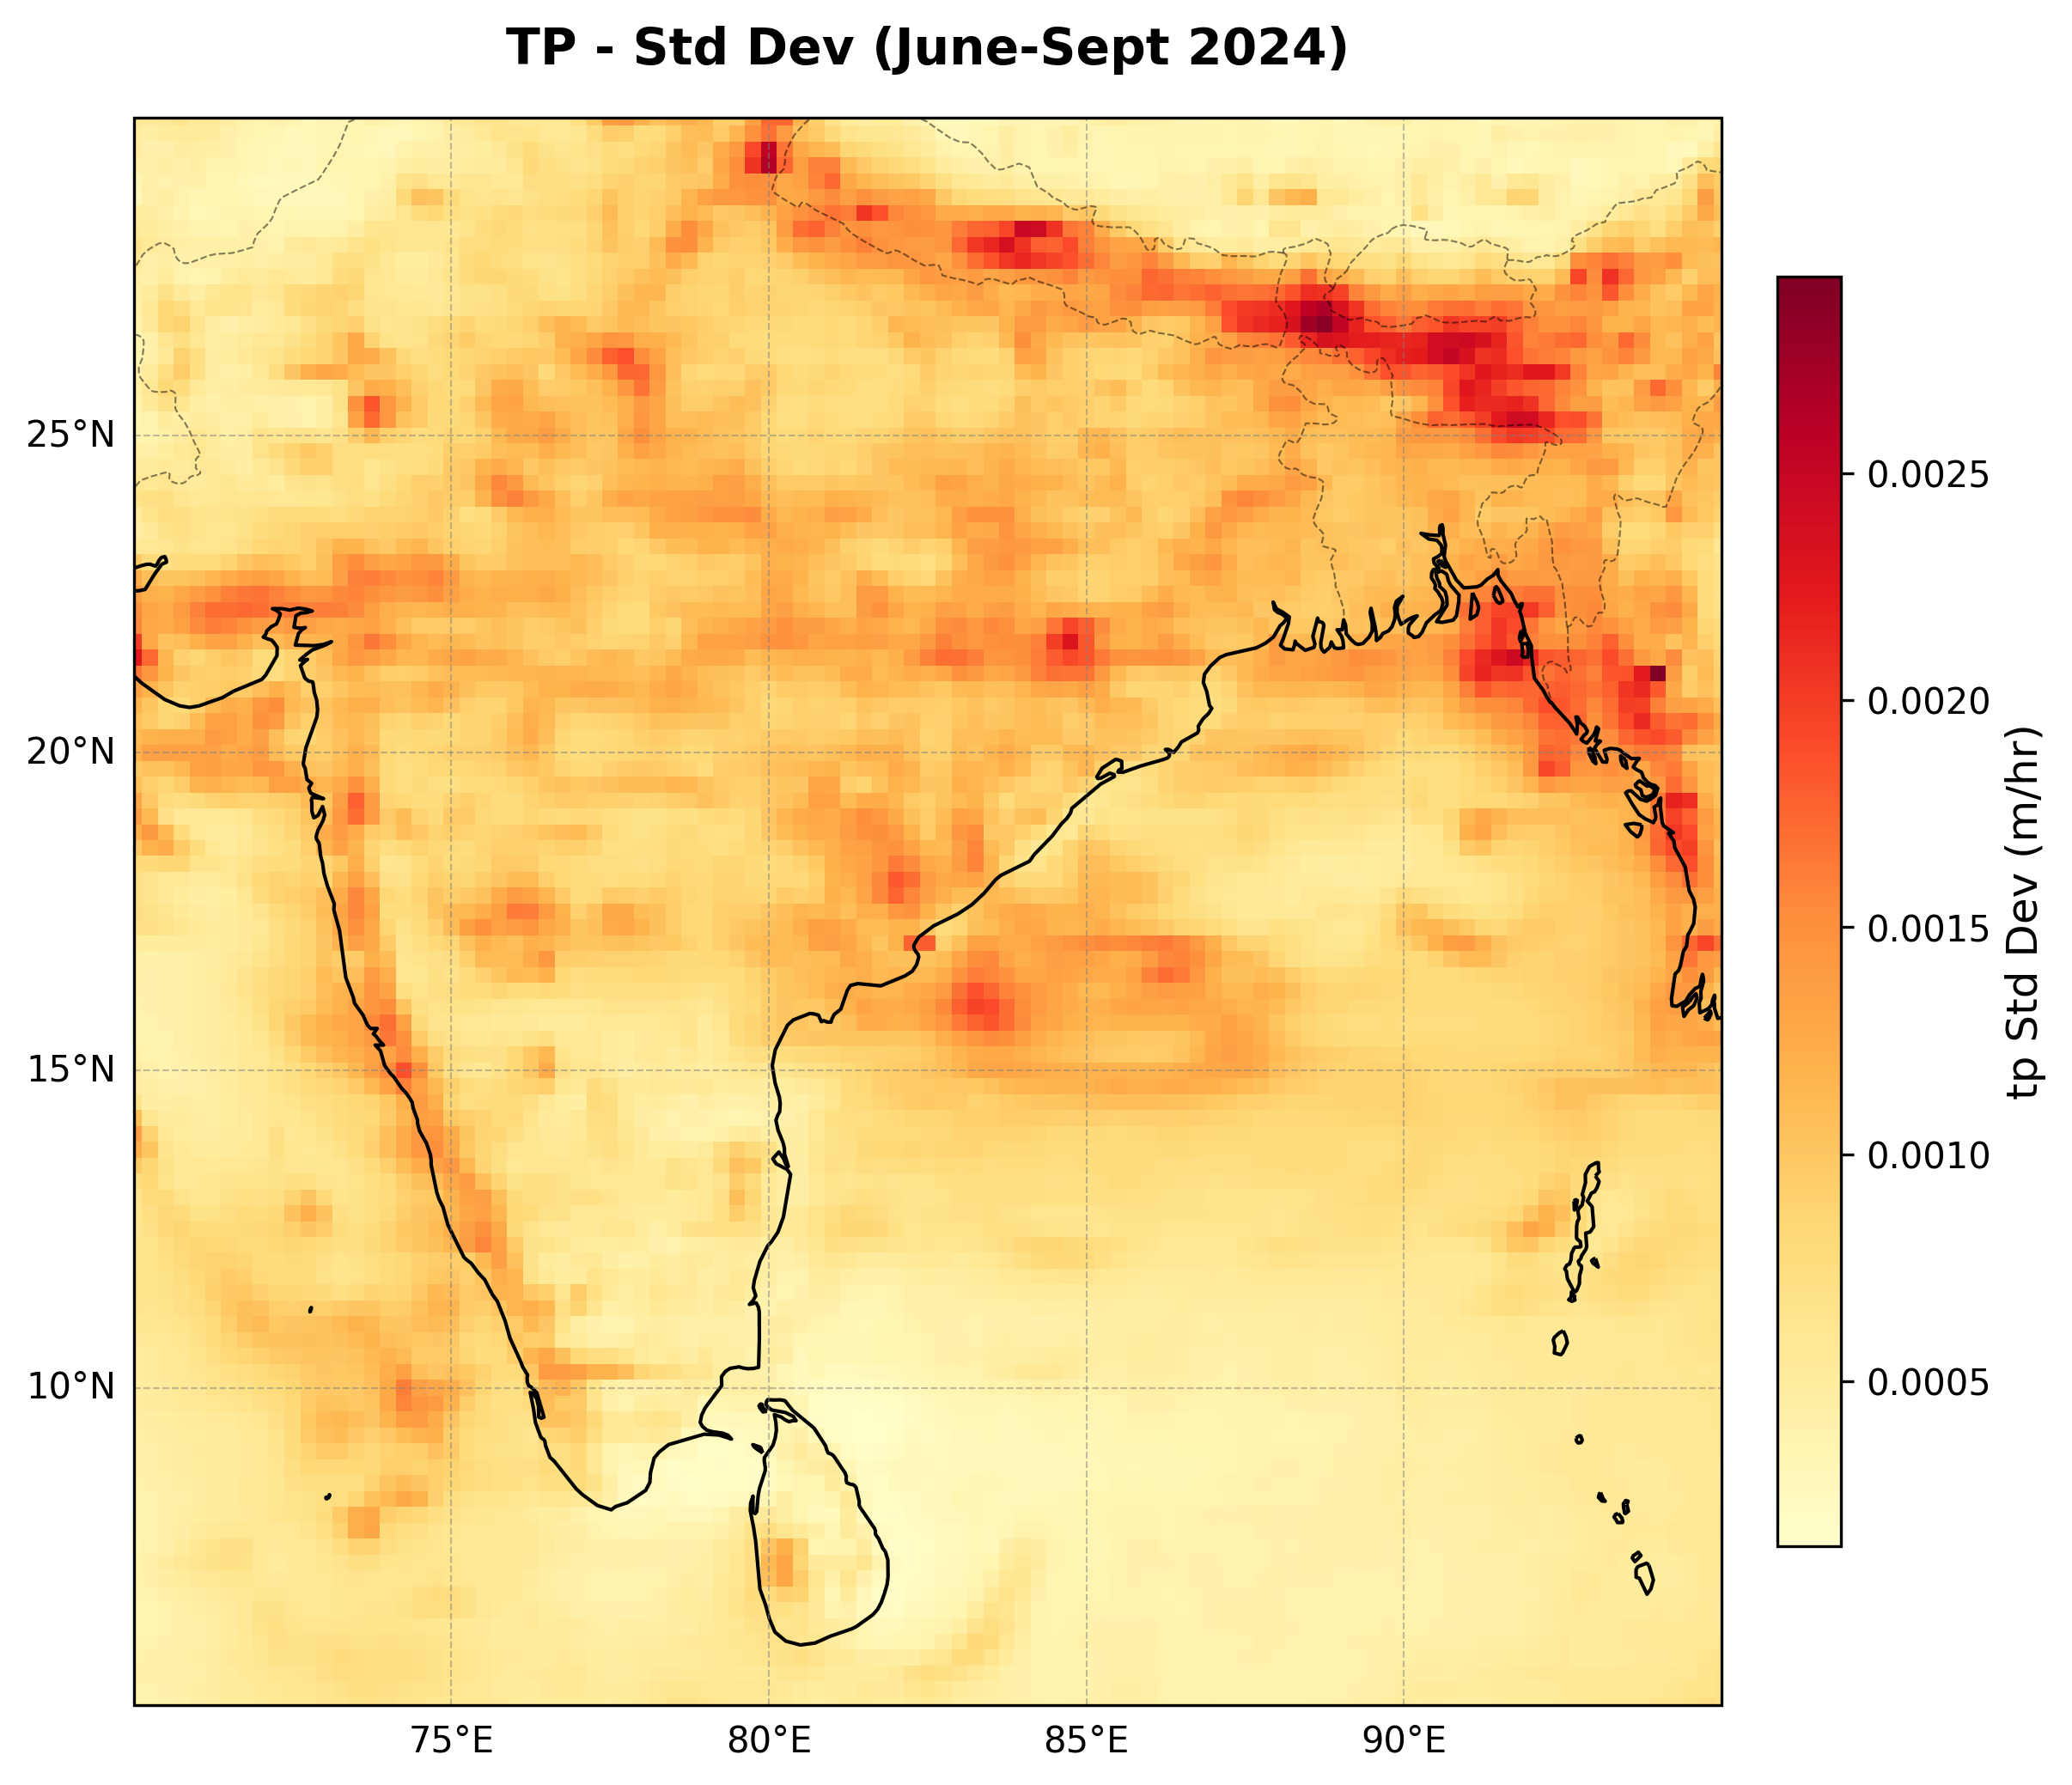 TP - Std Dev (June-Sept 2024)
25°N
20°N
15°N
10°N
75°E
80°E
85°E
90°E
0.0025
0.0020
0.0015
0.0010
0.0005
tp Std Dev (m/hr)